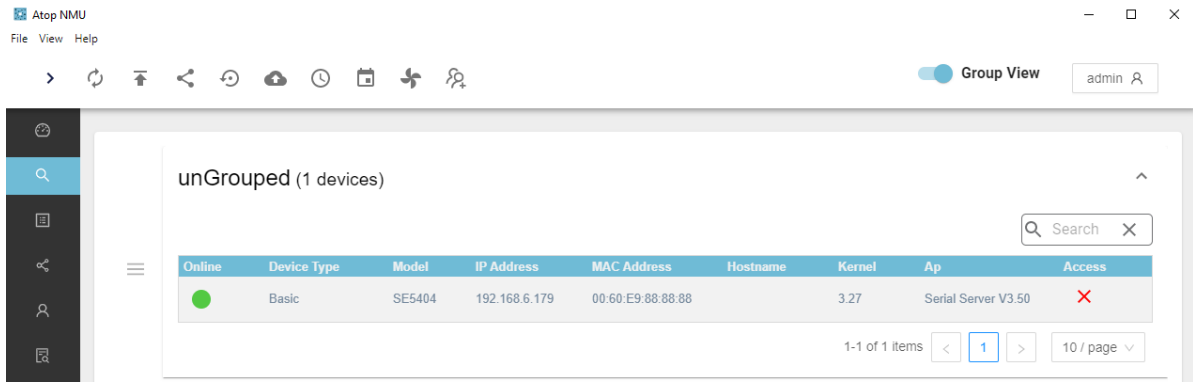 Atop NMU
File View Help
Group View
admin
unGrouped (1 devices)
Search
Online Device Type Model IP Address MAC Address Hostname Kernel Ap Access
Basic SE5404 192.168.6.179 00:60:E9:88:88:88 3.27 Serial Server V3.50
1-1 of 1 items < 1 > 10 / page